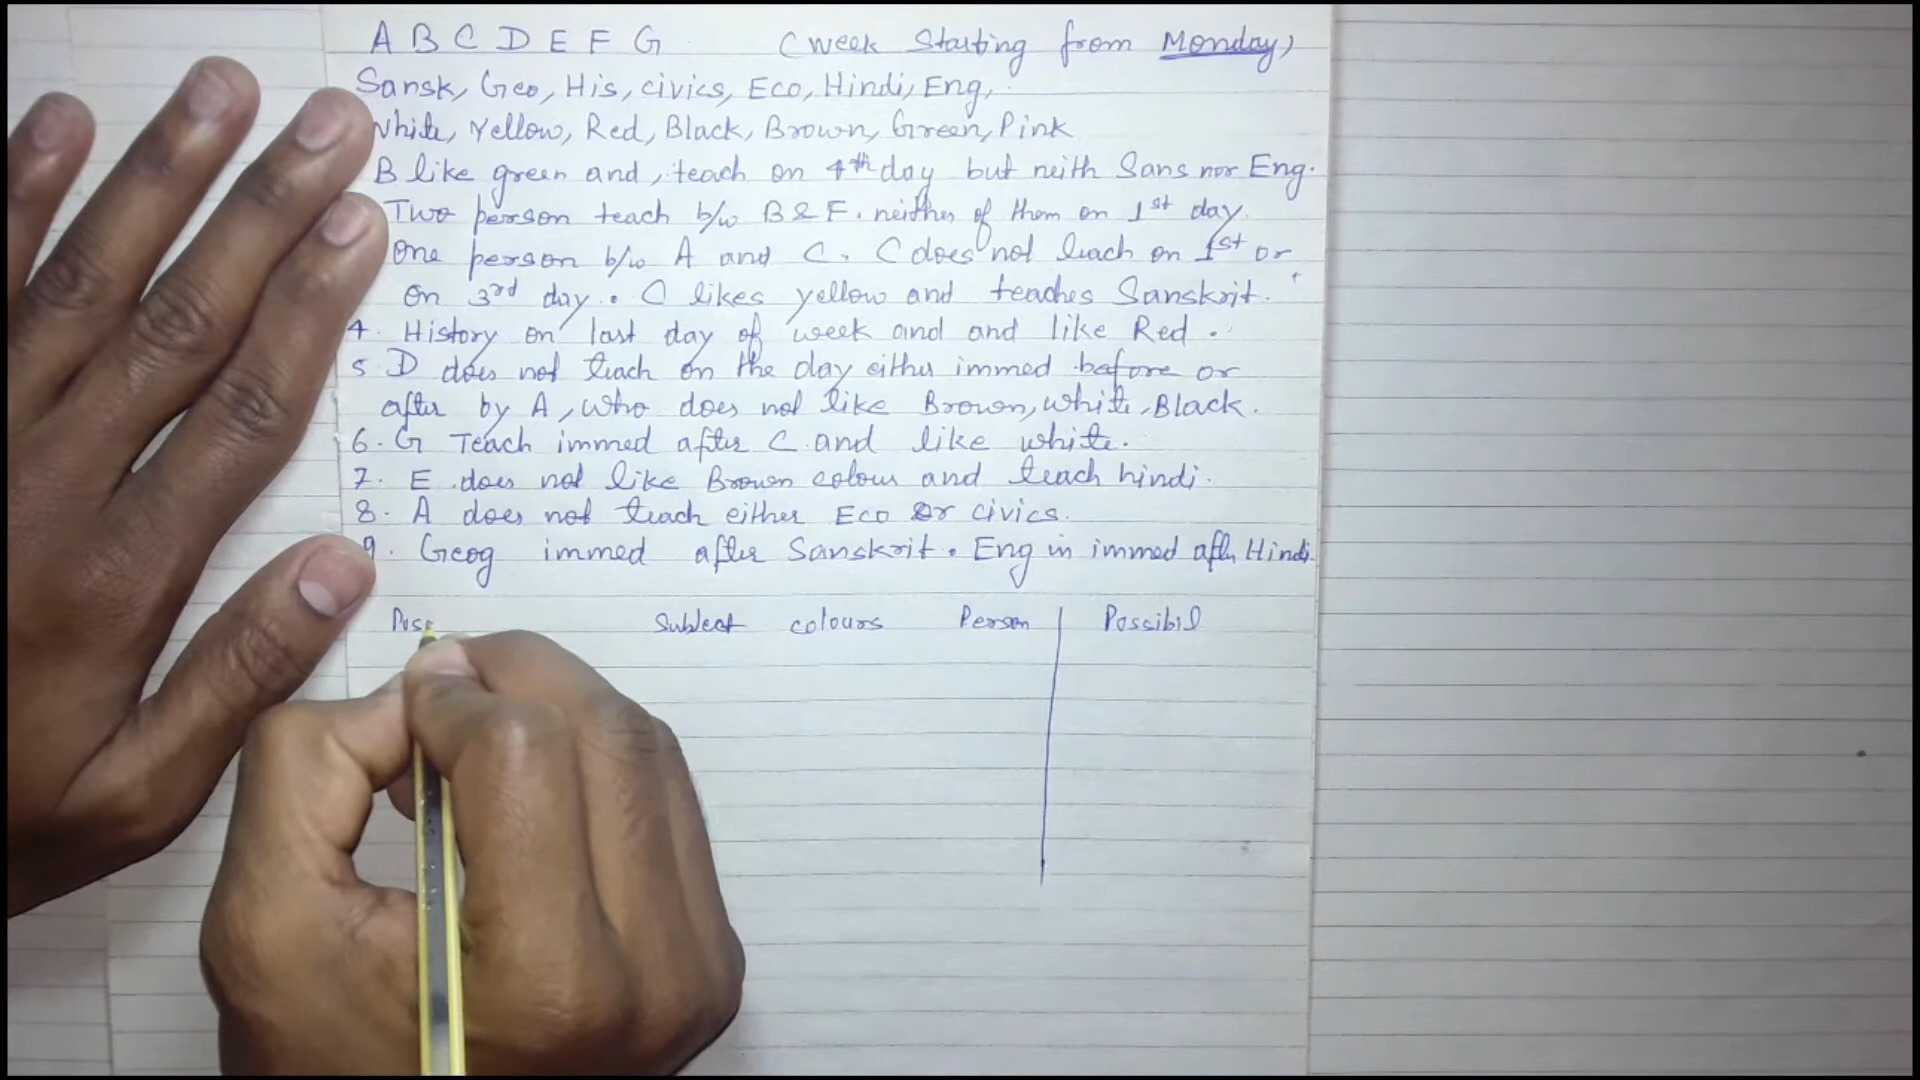 A B C D E F G (Week Starting from Monday)
Sansk, Geo, His, civics, Eco, Hindi, Eng,
White, Yellow, Red, Black, Brown, Green, Pink
B like green and, teach on 4th day but neith Sans nor Eng.
Two person teach b/w B & F. neither of them on 1st day.
One person b/w A and C. C does not teach on 1st or
on 3rd day. C likes yellow and teaches Sanskrit.
4. History on last day of week and and like Red.
5. D does not teach on the day either immed before or
after by A, who does not like Brown, white, Black.
6. G Teach immed after C and like white.
7. E does not like Brown colour and teach hindi.
8. A does not teach either Eco or civics.
9. Geog immed after Sanskrit. Eng in immed after Hindi.
Subject colours Person Possibil